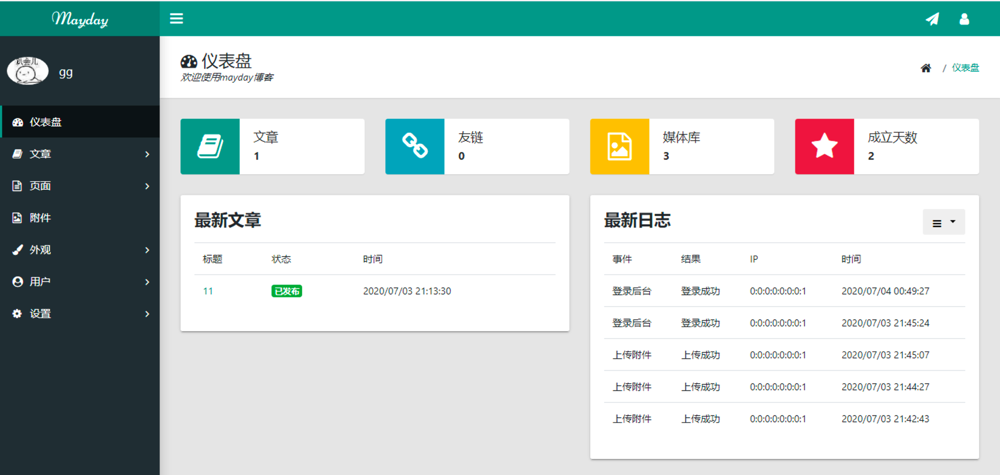 Mayday
趴会儿
gg
仪表盘
文章
页面
附件
外观
用户
设置
仪表盘
欢迎使用mayday博客
/ 仪表盘
文章
1
友链
0
媒体库
3
成立天数
2
最新文章
标题 状态 时间
11 已发布 2020/07/03 21:13:30
最新日志
事件 结果 IP 时间
登录后台 登录成功 0:0:0:0:0:0:0:1 2020/07/04 00:49:27
登录后台 登录成功 0:0:0:0:0:0:0:1 2020/07/03 21:45:24
上传附件 上传成功 0:0:0:0:0:0:0:1 2020/07/03 21:45:07
上传附件 上传成功 0:0:0:0:0:0:0:1 2020/07/03 21:44:27
上传附件 上传成功 0:0:0:0:0:0:0:1 2020/07/03 21:42:43